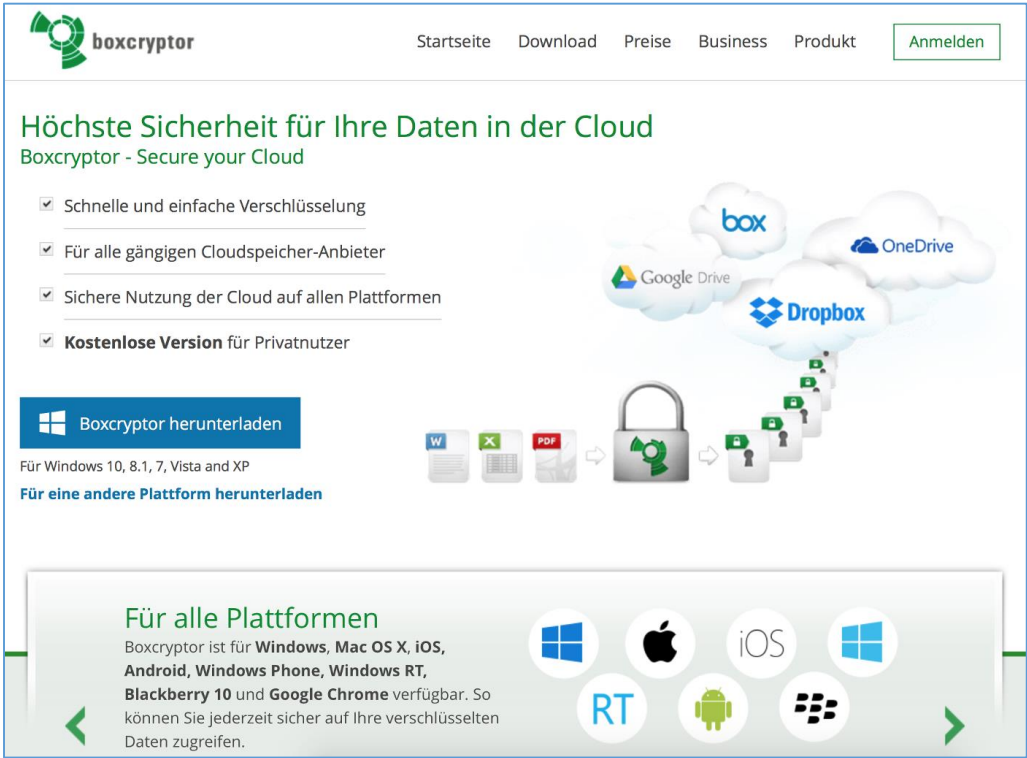 boxcryptor
Startseite Download Preise Business Produkt Anmelden
Höchste Sicherheit für Ihre Daten in der Cloud
Boxcryptor - Secure your Cloud
Schnelle und einfache Verschlüsselung
Für alle gängigen Cloudspeicher-Anbieter
Sichere Nutzung der Cloud auf allen Plattformen
Kostenlose Version für Privatnutzer
box
OneDrive
Google Drive
Dropbox
W X PDF
Boxcryptor herunterladen
Für Windows 10, 8.1, 7, Vista and XP
Für eine andere Plattform herunterladen
Für alle Plattformen
Boxcryptor ist für Windows, Mac OS X, iOS,
Android, Windows Phone, Windows RT,
Blackberry 10 und Google Chrome verfügbar. So
können Sie jederzeit sicher auf Ihre verschlüsselten
Daten zugreifen.
iOS
RT